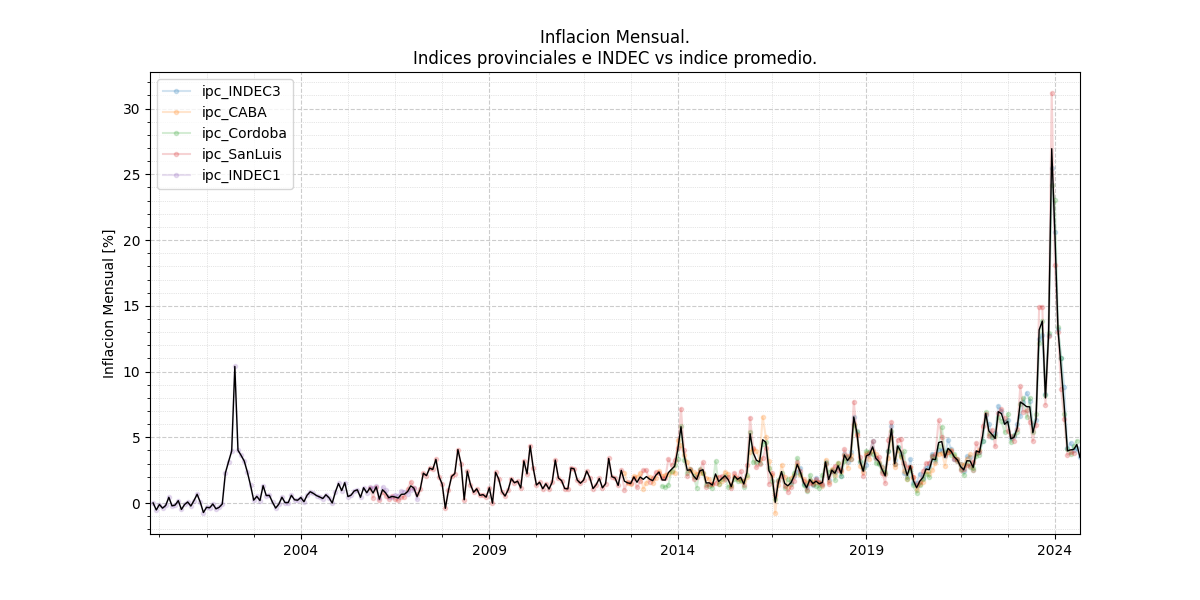 Inflacion Mensual.
Indices provinciales e INDEC vs indice promedio.
ipc_INDEC3
ipc_CABA
ipc_Cordoba
ipc_SanLuis
ipc_INDEC1
Inflacion Mensual [%]
30
25
20
15
10
5
0
2004
2009
2014
2019
2024